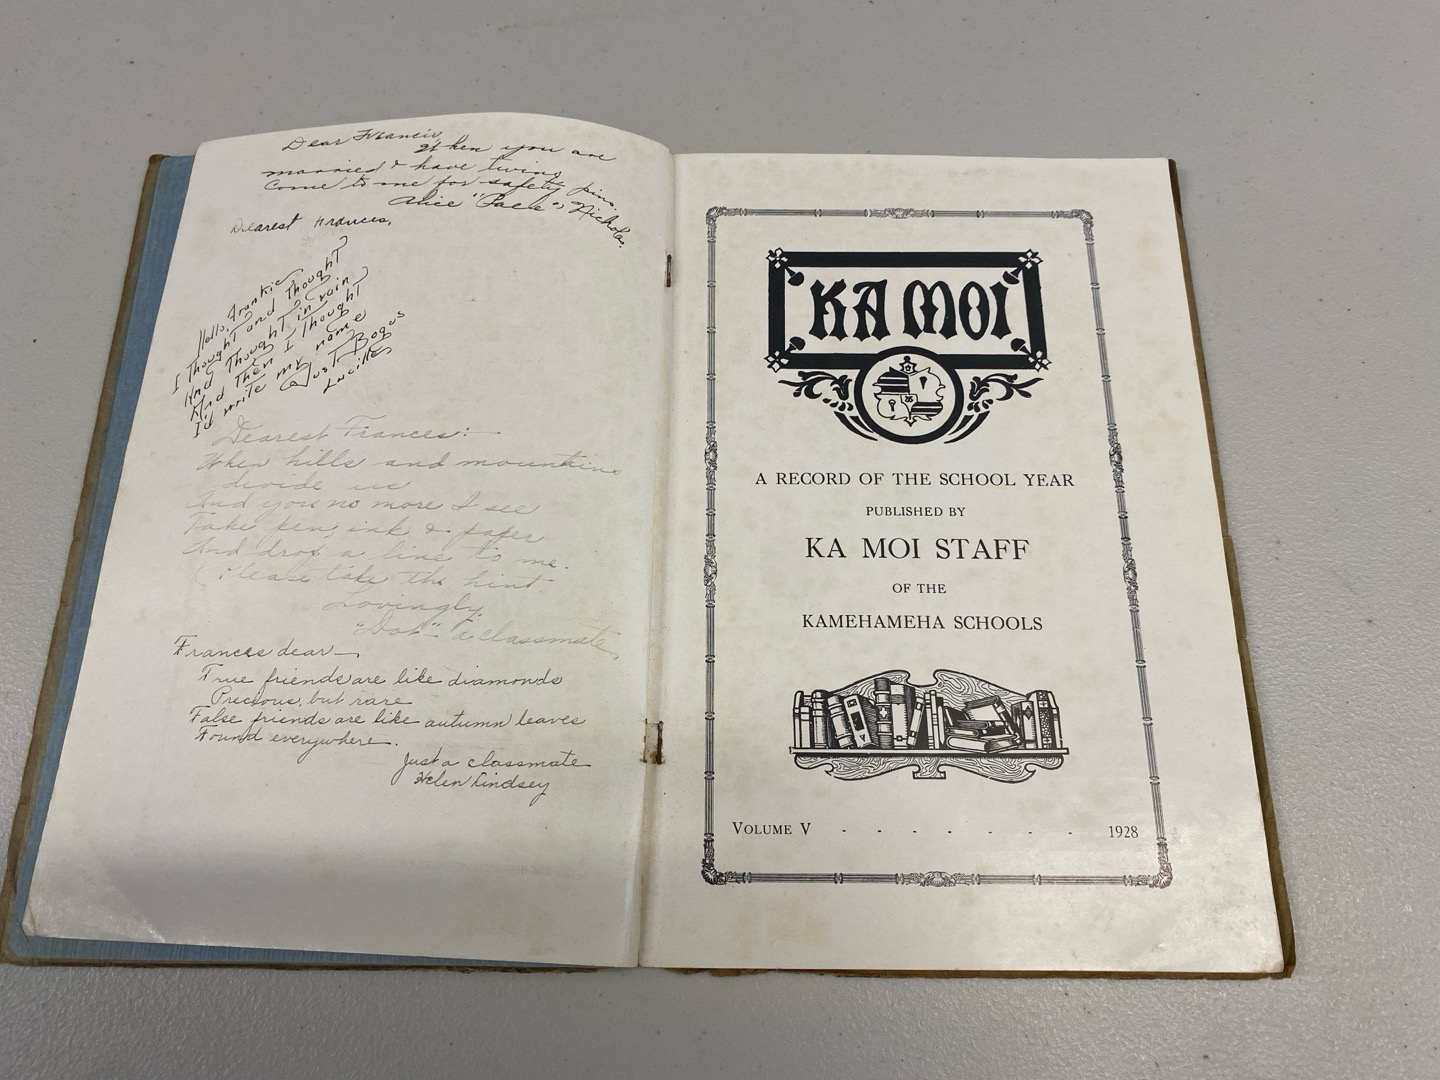 Dear Francis,
When you are
married & have twins
Come to me for safety pins.
Alice " " Nicholas.
Dearest Frances,
Hello, Frankie
I Thought and Thought
And Thought in vain
And Then I Thought
I'd write my name
Just Bogus
Lucille
Dearest Frances:
When hills and mountains
divide us
And you no more I see
Take pen, ink & paper
And drop a line to me.
(Please take the hint
Lovingly,
"Dot" a classmate,
Frances dear—,
True friends are like diamonds
Precious, but rare
False friends are like autumn leaves
Found everywhere.
Just a classmate
Helen Lindsey
KA MOI
A RECORD OF THE SCHOOL YEAR
PUBLISHED BY
KA MOI STAFF
OF THE
KAMEHAMEHA SCHOOLS
VOLUME V - - - - - - - 1928